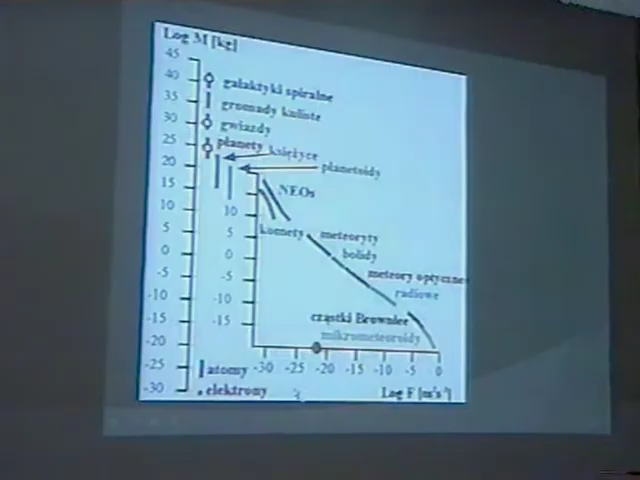 Log M [kg]
45
40
35
30
25
20
15
10
5
0
-5
-10
-15
-20
-25
-30
galaktyki spiralne
gromady kuliste
gwiazdy
planety księżyce
planetoidy
NEOs
10
5
0
-5
-10
-15
komety meteoryty
bolidy
meteory optyczne
radiowe
cząstki Brownlee
mikrometeoroidy
-30 -25 -20 -15 -10 -5 0
atomy
elektrony
Log F [m²s⁻¹]